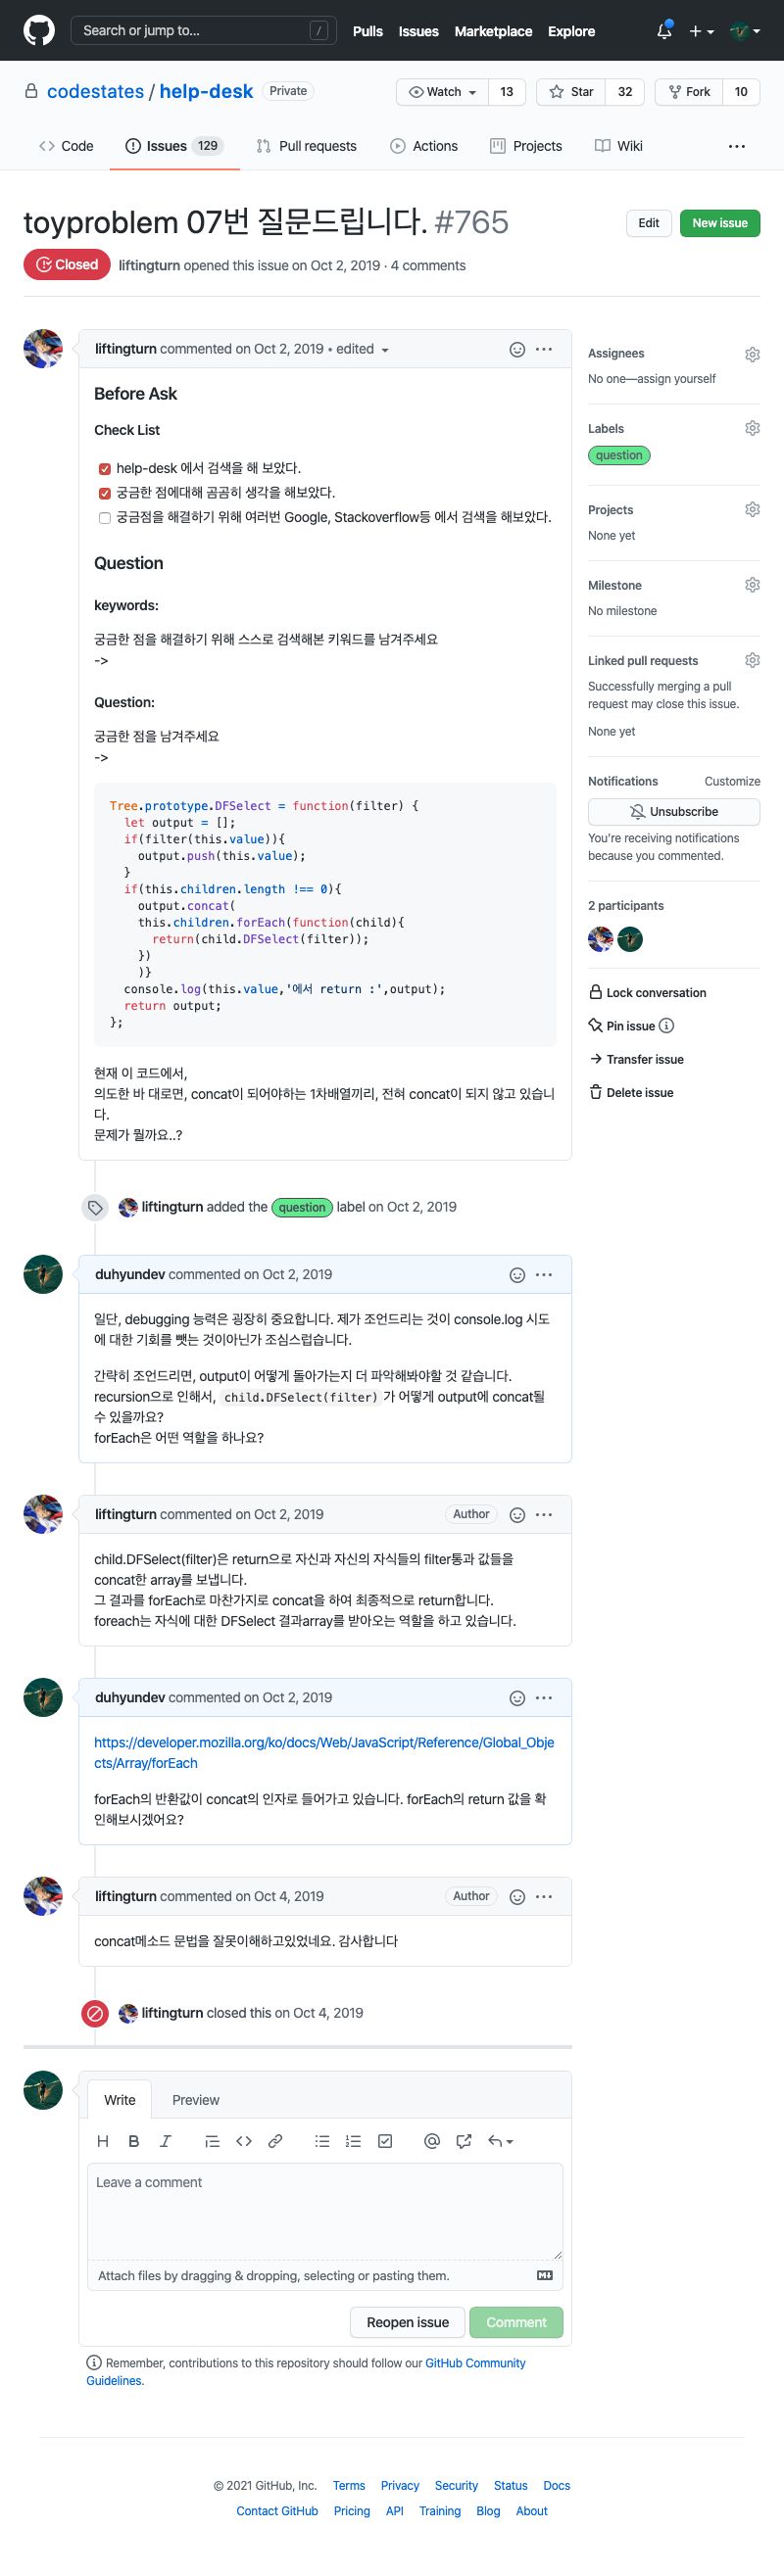 Search or jump to... /
Pulls Issues Marketplace Explore
codestates / help-desk Private
Watch 13 Star 32 Fork 10
Code Issues 129 Pull requests Actions Projects Wiki
toyproblem 07번 질문드립니다. #765
Edit New issue
Closed liftingturn opened this issue on Oct 2, 2019 · 4 comments
liftingturn commented on Oct 2, 2019 • edited
Before Ask
Check List
help-desk 에서 검색을 해 보았다.
궁금한 점에대해 곰곰히 생각을 해보았다.
궁금점을 해결하기 위해 여러번 Google, Stackoverflow등 에서 검색을 해보았다.
Question
keywords:
궁금한 점을 해결하기 위해 스스로 검색해본 키워드를 남겨주세요
->
Question:
궁금한 점을 남겨주세요
->
Tree.prototype.DFSelect = function(filter) {
let output = [];
if(filter(this.value)){
output.push(this.value);
}
if(this.children.length !== 0){
output.concat(
this.children.forEach(function(child){
return(child.DFSelect(filter));
})
)}
console.log(this.value,'에서 return :',output);
return output;
};
현재 이 코드에서,
의도한 바 대로면, concat이 되어야하는 1차배열끼리, 전혀 concat이 되지 않고 있습니
다.
문제가 뭘까요..?
Assignees
No one—assign yourself
Labels
question
Projects
None yet
Milestone
No milestone
Linked pull requests
Successfully merging a pull
request may close this issue.
None yet
Notifications Customize
Unsubscribe
You're receiving notifications
because you commented.
2 participants
Lock conversation
Pin issue
Transfer issue
Delete issue
liftingturn added the question label on Oct 2, 2019
duhyundev commented on Oct 2, 2019
일단, debugging 능력은 굉장히 중요합니다. 제가 조언드리는 것이 console.log 시도
에 대한 기회를 뺏는 것이아닌가 조심스럽습니다.
간략히 조언드리면, output이 어떻게 돌아가는지 더 파악해봐야할 것 같습니다.
recursion으로 인해서, child.DFSelect(filter) 가 어떻게 output에 concat될
수 있을까요?
forEach은 어떤 역할을 하나요?
liftingturn commented on Oct 2, 2019 Author
child.DFSelect(filter)은 return으로 자신과 자신의 자식들의 filter통과 값들을
concat한 array를 보냅니다.
그 결과를 forEach로 마찬가지로 concat을 하여 최종적으로 return합니다.
foreach는 자식에 대한 DFSelect 결과array를 받아오는 역할을 하고 있습니다.
duhyundev commented on Oct 2, 2019
https://developer.mozilla.org/ko/docs/Web/JavaScript/Reference/Global_Obje
cts/Array/forEach
forEach의 반환값이 concat의 인자로 들어가고 있습니다. forEach의 return 값을 확
인해보시겠어요?
liftingturn commented on Oct 4, 2019 Author
concat메소드 문법을 잘못이해하고있었네요. 감사합니다
liftingturn closed this on Oct 4, 2019
Write Preview
Leave a comment
Attach files by dragging & dropping, selecting or pasting them.
Reopen issue Comment
Remember, contributions to this repository should follow our GitHub Community
Guidelines.
© 2021 GitHub, Inc. Terms Privacy Security Status Docs
Contact GitHub Pricing API Training Blog About